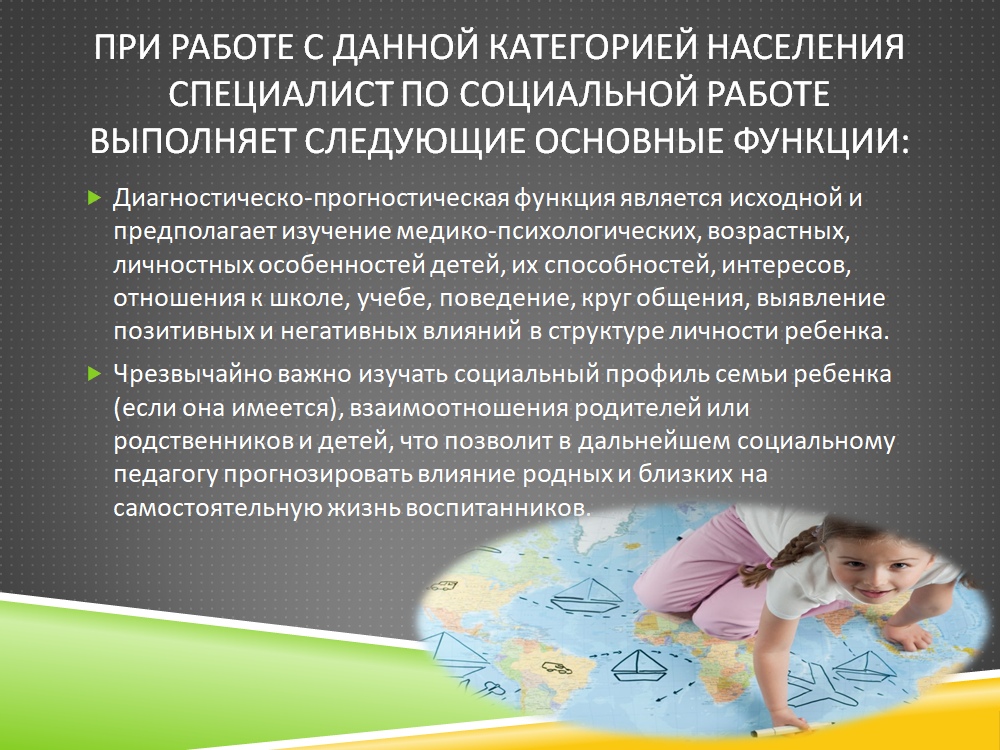 ПРИ РАБОТЕ С ДАННОЙ КАТЕГОРИЕЙ НАСЕЛЕНИЯ
СПЕЦИАЛИСТ ПО СОЦИАЛЬНОЙ РАБОТЕ
ВЫПОЛНЯЕТ СЛЕДУЮЩИЕ ОСНОВНЫЕ ФУНКЦИИ:
Диагностическо-прогностическая функция является исходной и
предполагает изучение медико-психологических, возрастных,
личностных особенностей детей, их способностей, интересов,
отношения к школе, учебе, поведение, круг общения, выявление
позитивных и негативных влияний в структуре личности ребенка.
Чрезвычайно важно изучать социальный профиль семьи ребенка
(если она имеется), взаимоотношения родителей или
родственников и детей, что позволит в дальнейшем социальному
педагогу прогнозировать влияние родных и близких на
самостоятельную жизнь воспитанников.